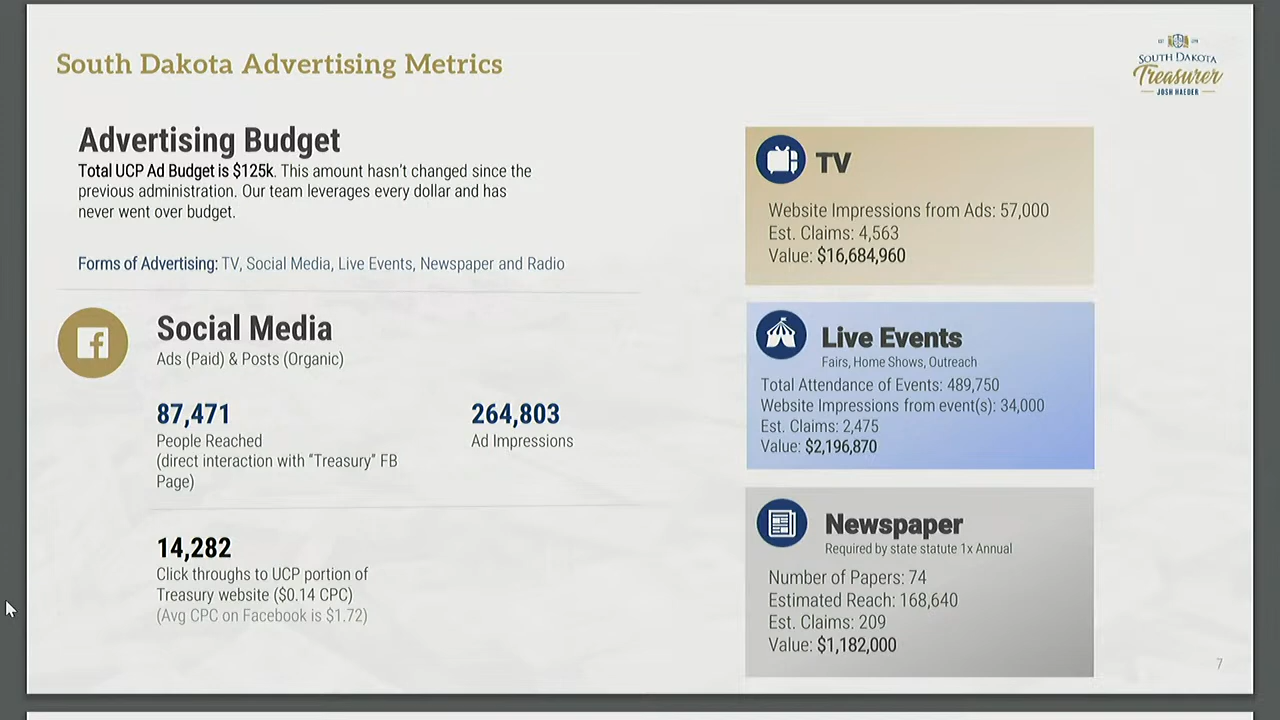 South Dakota Advertising Metrics
EST 1889
SOUTH DAKOTA
Treasurer
JOSH HAEDER
Advertising Budget
Total UCP Ad Budget is $125k. This amount hasn't changed since the
previous administration. Our team leverages every dollar and has
never went over budget.
Forms of Advertising: TV, Social Media, Live Events, Newspaper and Radio
Social Media
Ads (Paid) & Posts (Organic)
87,471
People Reached
(direct interaction with "Treasury" FB
Page)
264,803
Ad Impressions
14,282
Click throughs to UCP portion of
Treasury website ($0.14 CPC)
(Avg CPC on Facebook is $1.72)
TV
Website Impressions from Ads: 57,000
Est. Claims: 4,563
Value: $16,684,960
Live Events
Fairs, Home Shows, Outreach
Total Attendance of Events: 489,750
Website Impressions from event(s): 34,000
Est. Claims: 2,475
Value: $2,196,870
Newspaper
Required by state statute 1x Annual
Number of Papers: 74
Estimated Reach: 168,640
Est. Claims: 209
Value: $1,182,000
7